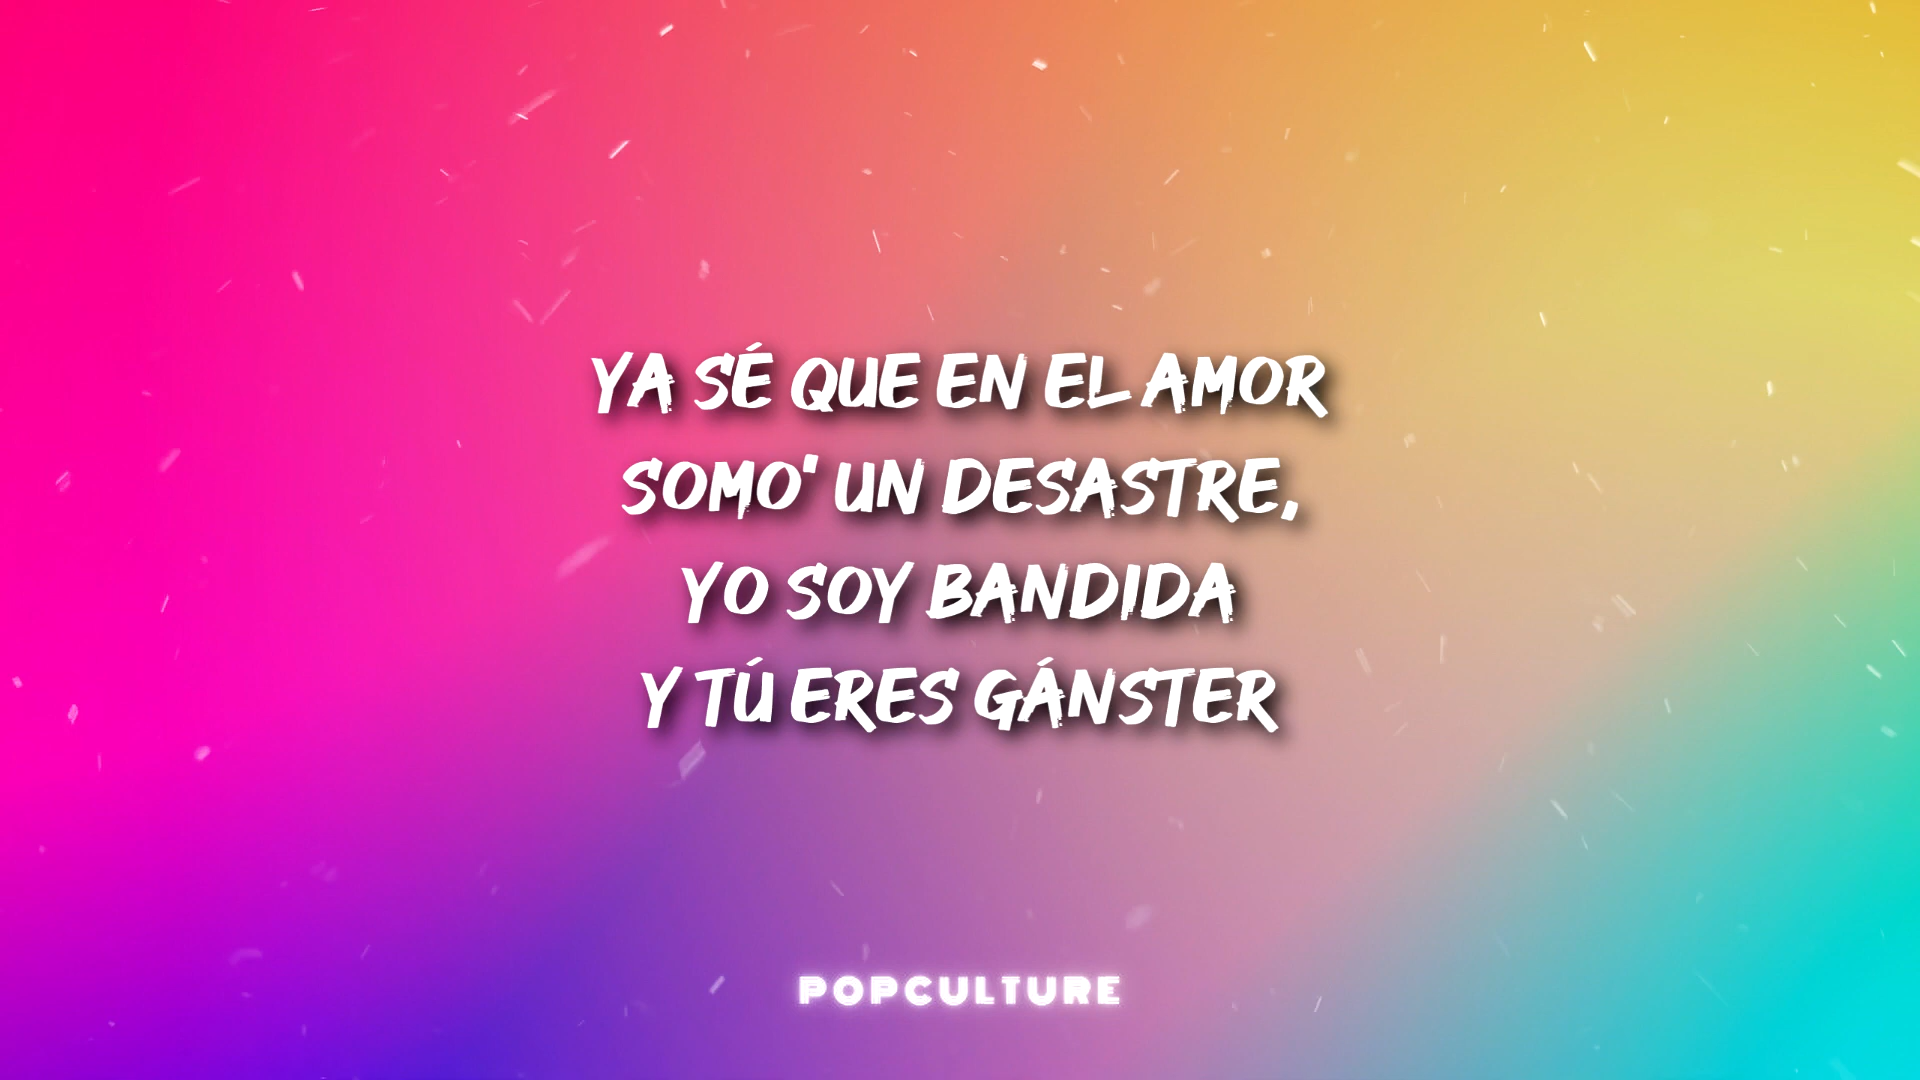 YA SÉ QUE EN EL AMOR
SOMO' UN DESASTRE,
YO SOY BANDIDA
Y TÚ ERES GÁNSTER
POPCULTURE